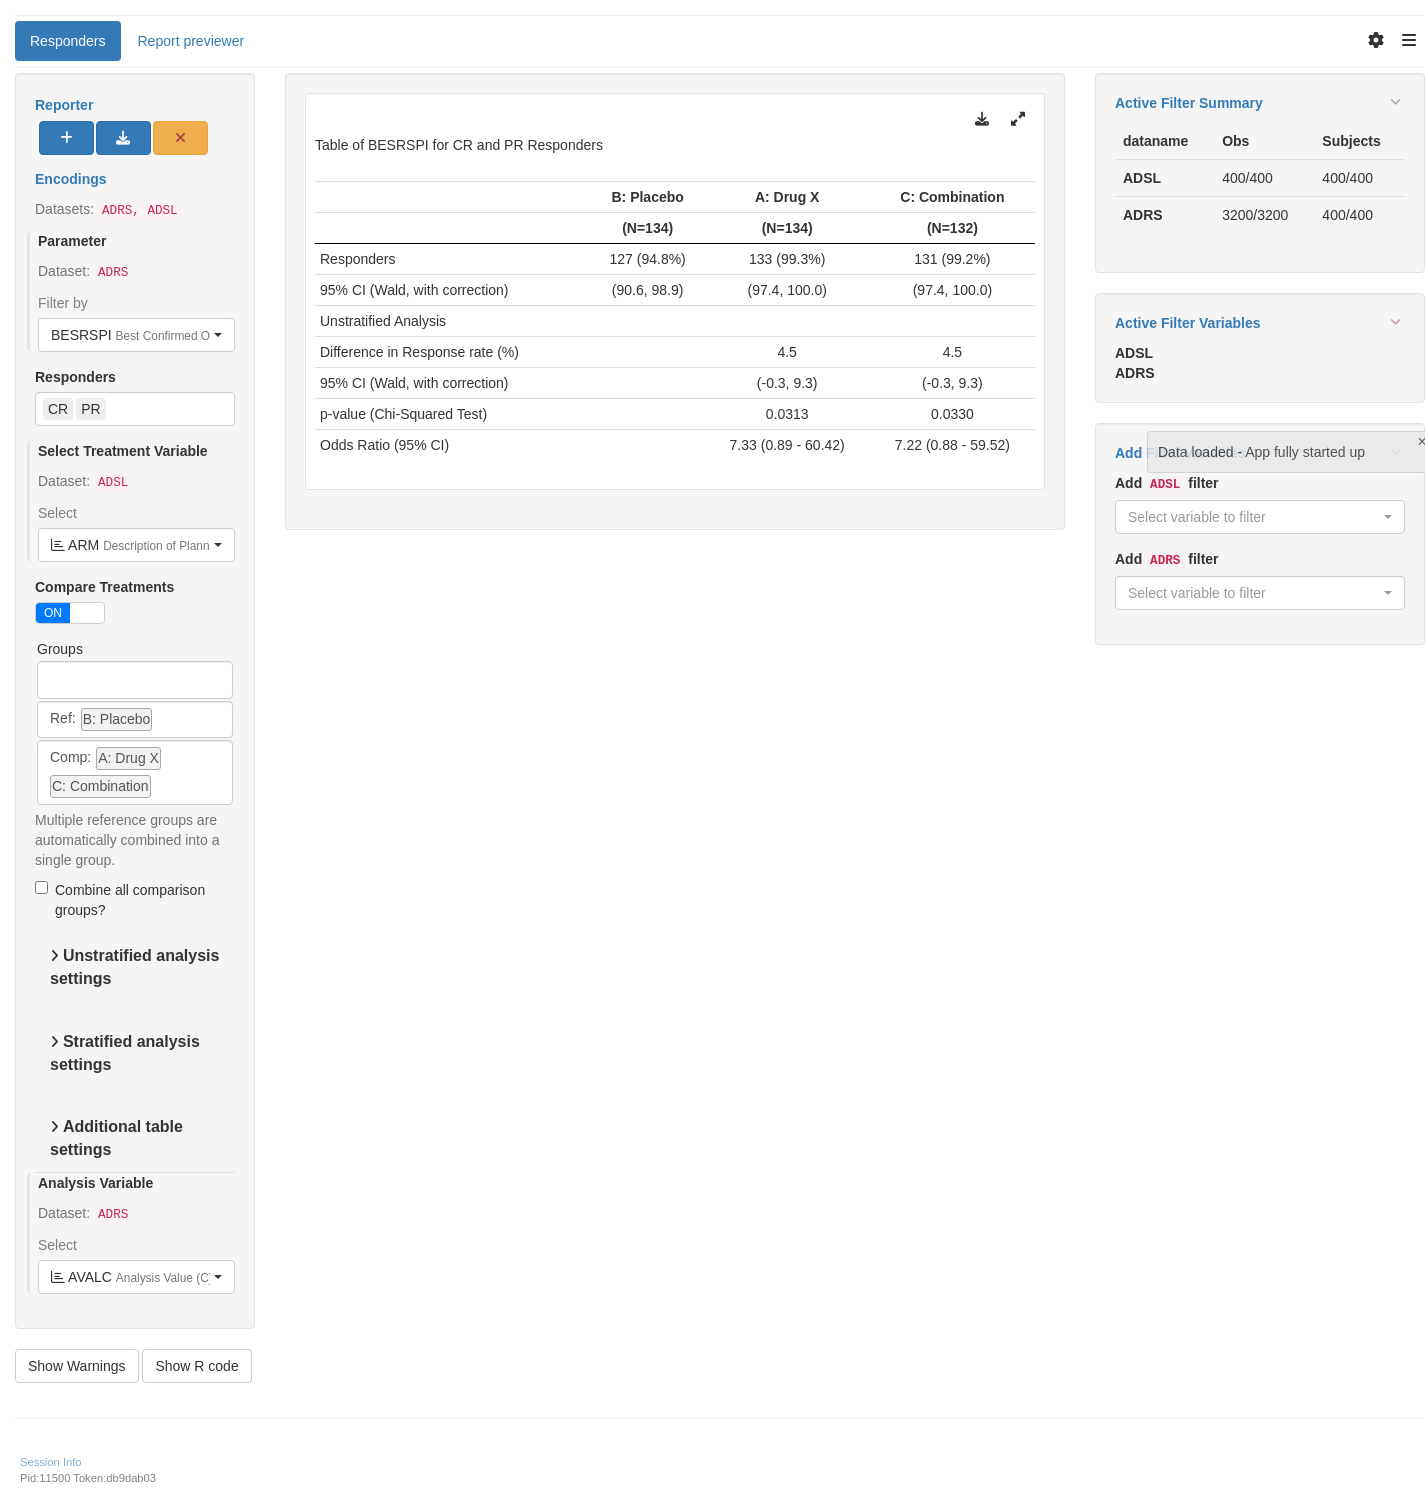 Responders Report previewer
Reporter
Encodings
Datasets: ADRS, ADSL
Parameter
Dataset: ADRS
Filter by
BESRSPI Best Confirmed O
Responders
CR PR
Select Treatment Variable
Dataset: ADSL
Select
ARM Description of Plann
Compare Treatments
ON
Groups
Ref: B: Placebo
Comp: A: Drug X
C: Combination
Multiple reference groups are
automatically combined into a
single group.
Combine all comparison
groups?
Unstratified analysis
settings
Stratified analysis
settings
Additional table
settings
Analysis Variable
Dataset: ADRS
Select
AVALC Analysis Value (C)
Show Warnings Show R code
Table of BESRSPI for CR and PR Responders
B: Placebo A: Drug X C: Combination
(N=134) (N=134) (N=132)
Responders 127 (94.8%) 133 (99.3%) 131 (99.2%)
95% CI (Wald, with correction) (90.6, 98.9) (97.4, 100.0) (97.4, 100.0)
Unstratified Analysis
Difference in Response rate (%) 4.5 4.5
95% CI (Wald, with correction) (-0.3, 9.3) (-0.3, 9.3)
p-value (Chi-Squared Test) 0.0313 0.0330
Odds Ratio (95% CI) 7.33 (0.89 - 60.42) 7.22 (0.88 - 59.52)
Active Filter Summary
dataname Obs Subjects
ADSL 400/400 400/400
ADRS 3200/3200 400/400
Active Filter Variables
ADSL
ADRS
Add
Data loaded - App fully started up
×
Add ADSL filter
Select variable to filter
Add ADRS filter
Select variable to filter
Session Info
Pid:11500 Token:db9dab03